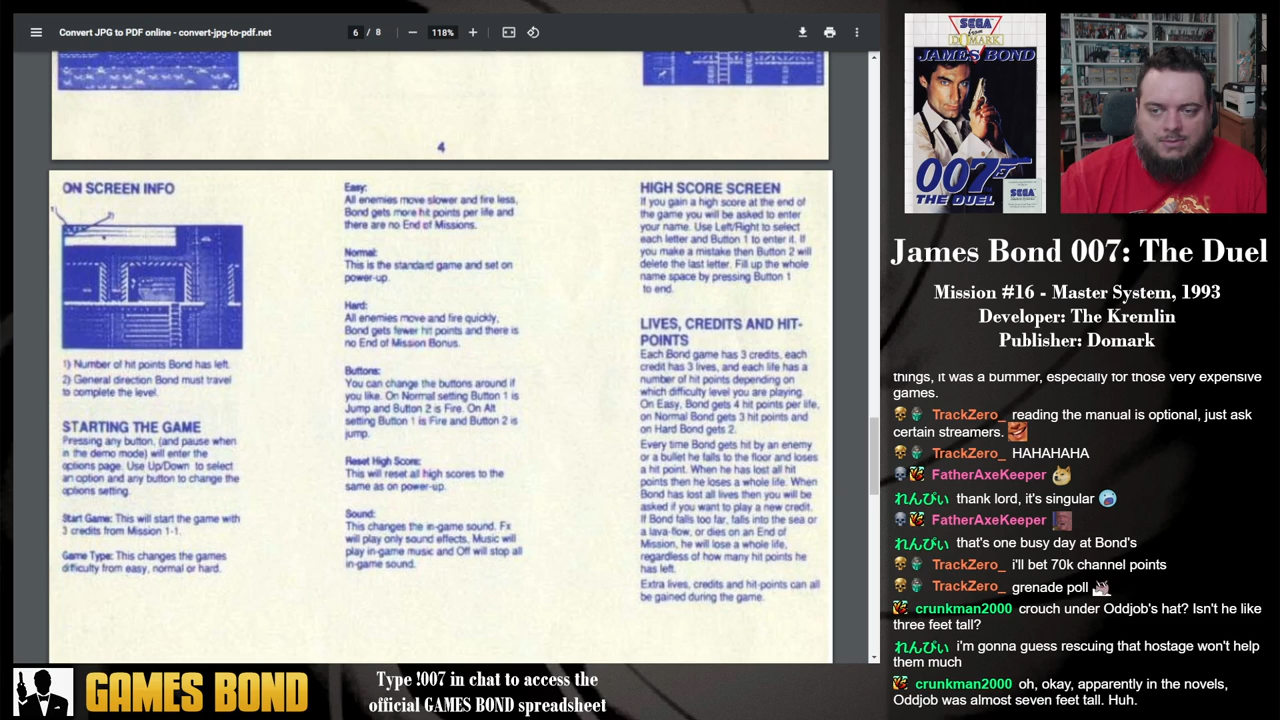 Convert JPG to PDF online - convert-jpg-to-pdf.net
6 / 8
118%
4
ON SCREEN INFO
1)
2)
1) Number of hit points Bond has left.
2) General direction Bond must travel
to complete the level.
STARTING THE GAME
Pressing any button, (and pause when
in the demo mode) will enter the
options page. Use Up/Down to select
an option and any button to change the
options setting.
Start Game: This will start the game with
3 credits from Mission 1-1.
Game Type: This changes the games
difficulty from easy, normal or hard.
Easy:
All enemies move slower and fire less,
Bond gets more hit points per life and
there are no End of Missions.
Normal:
This is the standard game and set on
power-up.
Hard:
All enemies move and fire quickly,
Bond gets fewer hit points and there is
no End of Mission Bonus.
Buttons:
You can change the buttons around if
you like. On Normal setting Button 1 is
Jump and Button 2 is Fire. On Alt
setting Button 1 is Fire and Button 2 is
jump.
Reset High Score:
This will reset all high scores to the
same as on power-up.
Sound:
This changes the in-game sound. Fx
will play only sound effects, Music will
play in-game music and Off will stop all
in-game sound.
HIGH SCORE SCREEN
If you gain a high score at the end of
the game you will be asked to enter
your name. Use Left/Right to select
each letter and Button 1 to enter it. If
you make a mistake then Button 2 will
delete the last letter. Fill up the whole
name space by pressing Button 1
to end.
LIVES, CREDITS AND HIT-
POINTS
Each Bond game has 3 credits, each
credit has 3 lives, and each life has a
number of hit points depending on
which difficulty level you are playing.
On Easy, Bond gets 4 hit points per life,
on Normal Bond gets 3 hit points and
on Hard Bond gets 2.
Every time Bond gets hit by an enemy
or a bullet he falls to the floor and loses
a hit point. When he has lost all hit
points then he loses a whole life. When
Bond has lost all lives then you will be
asked if you want to play a new credit.
If Bond falls too far, falls into the sea or
a lava-flow, or dies on an End of
Mission, he will lose a whole life,
regardless of how many hit points he
has left.
Extra lives, credits and hit-points can all
be gained during the game.
SEGA
from
DOMARK
JAMES BOND
007
THE DUEL
SEGA
James Bond 007: The Duel
Mission #16 - Master System, 1993
Developer: The Kremlin
Publisher: Domark
things, it was a bummer, especially for those very expensive
games.
TrackZero_ reading the manual is optional, just ask
certain streamers.
TrackZero_ HAHAHAHA
FatherAxeKeeper
れんぴぃ thank lord, it's singular
FatherAxeKeeper
れんぴぃ that's one busy day at Bond's
TrackZero_ i'll bet 70k channel points
TrackZero_ grenade poll
crunkman2000 crouch under Oddjob's hat? Isn't he like
three feet tall?
れんぴぃ i'm gonna guess rescuing that hostage won't help
them much
crunkman2000 oh, okay, apparently in the novels,
Oddjob was almost seven feet tall. Huh.
GAMES BOND
Type !007 in chat to access the
official GAMES BOND spreadsheet